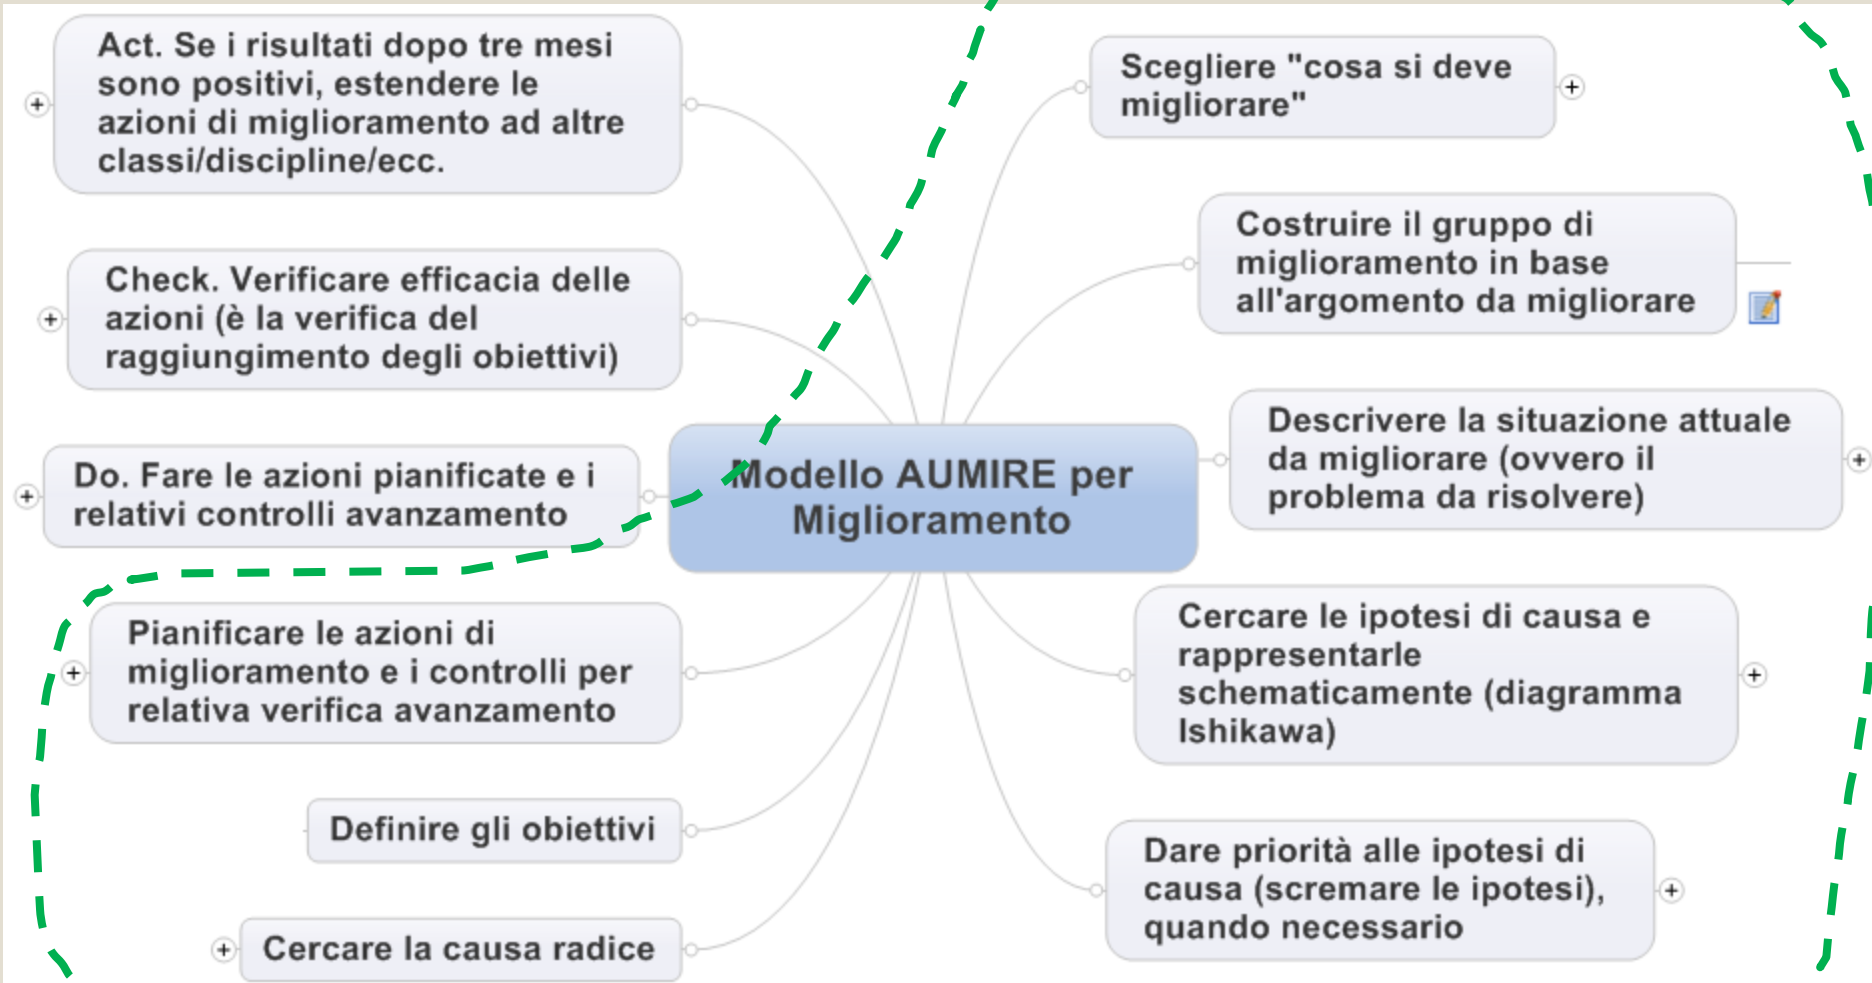 Act. Se i risultati dopo tre mesi
sono positivi, estendere le
azioni di miglioramento ad altre
classi/discipline/ecc.
Check. Verificare efficacia delle
azioni (è la verifica del
raggiungimento degli obiettivi)
Do. Fare le azioni pianificate e i
relativi controlli avanzamento
Pianificare le azioni di
miglioramento e i controlli per
relativa verifica avanzamento
Definire gli obiettivi
Cercare la causa radice
Modello AUMIRE per
Miglioramento
Scegliere "cosa si deve
migliorare"
Costruire il gruppo di
miglioramento in base
all'argomento da migliorare
Descrivere la situazione attuale
da migliorare (ovvero il
problema da risolvere)
Cercare le ipotesi di causa e
rappresentarle
schematicamente (diagramma
Ishikawa)
Dare priorità alle ipotesi di
causa (scremare le ipotesi),
quando necessario